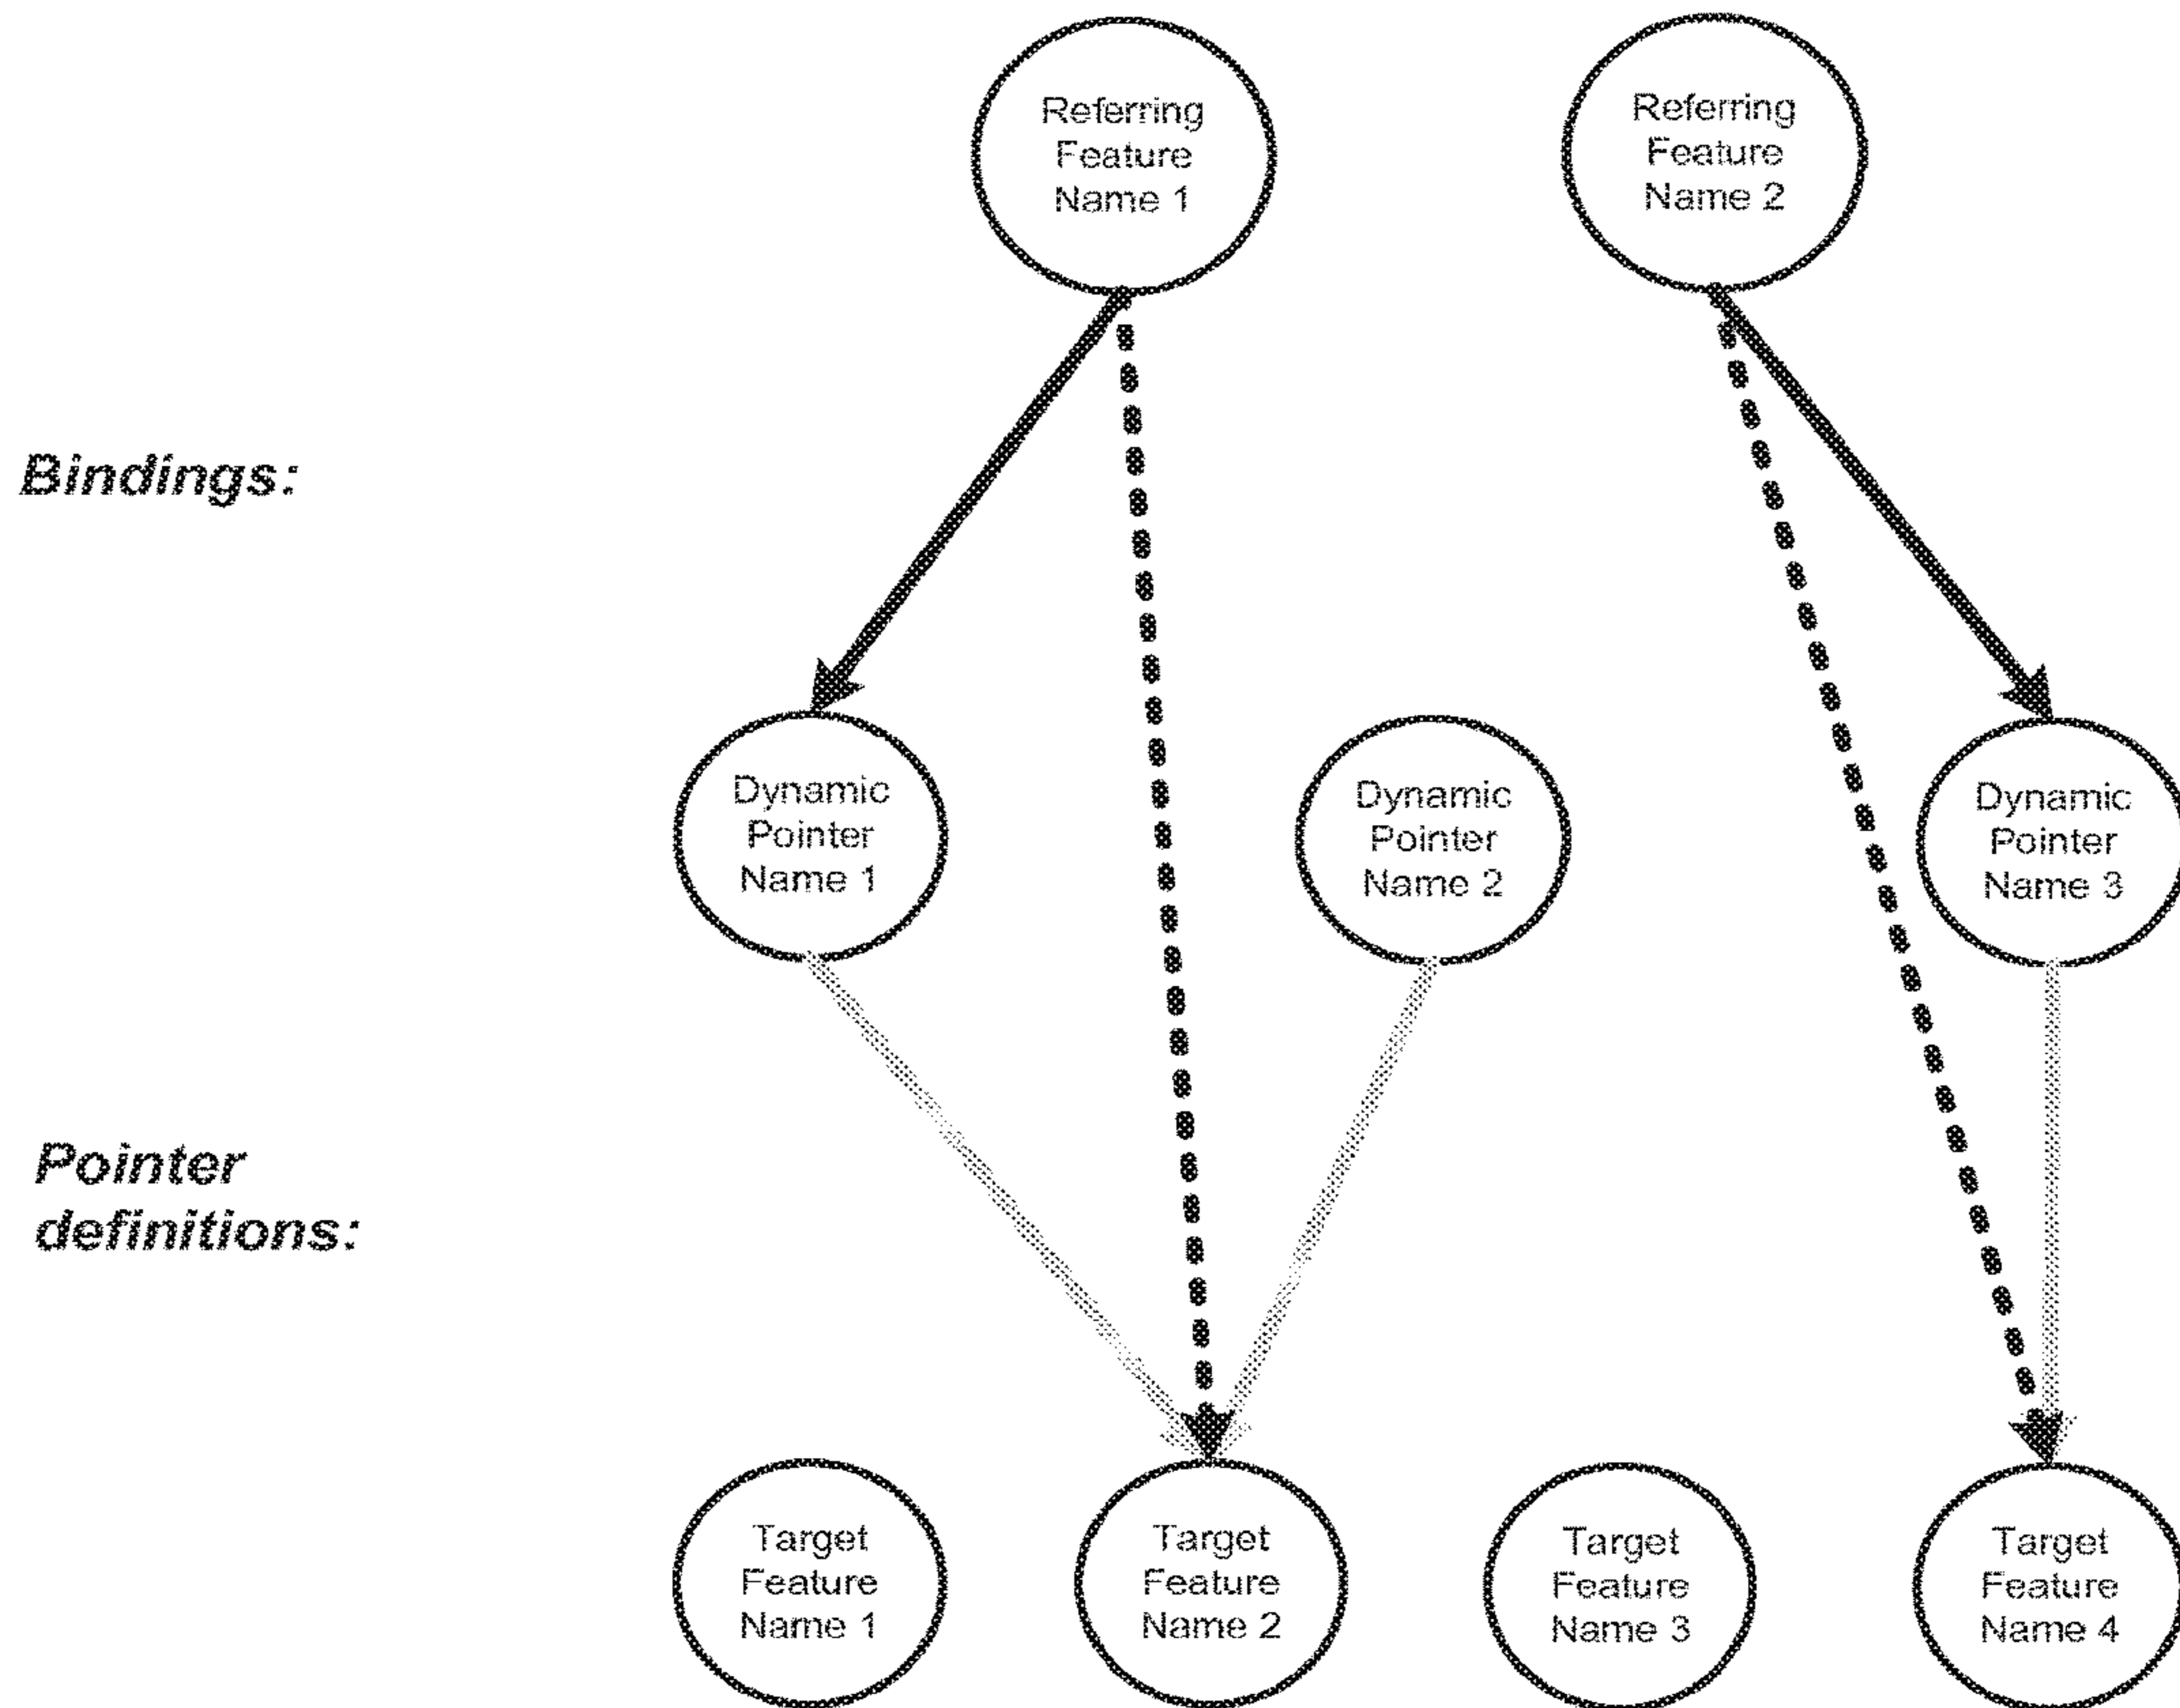 Referring
Feature
Name 1
Referring
Feature
Name 2
Bindings:
Dynamic
Pointer
Name 1
Dynamic
Pointer
Name 2
Dynamic
Pointer
Name 3
Pointer
definitions:
Target
Feature
Name 1
Target
Feature
Name 2
Target
Feature
Name 3
Target
Feature
Name 4